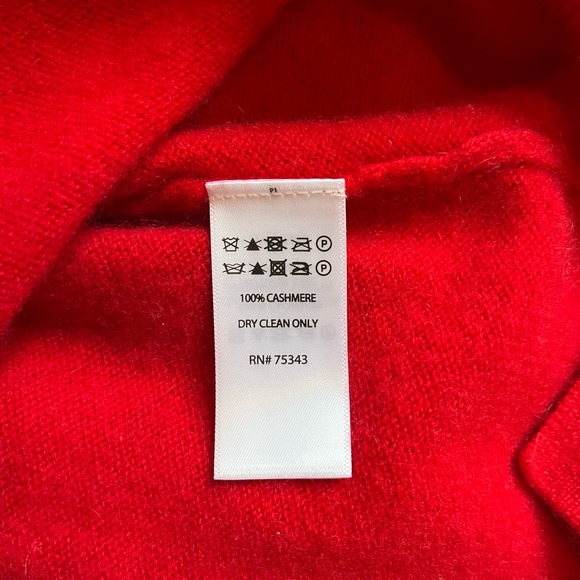 P1
P
P
100% CASHMERE
DRY CLEAN ONLY
RN# 75343